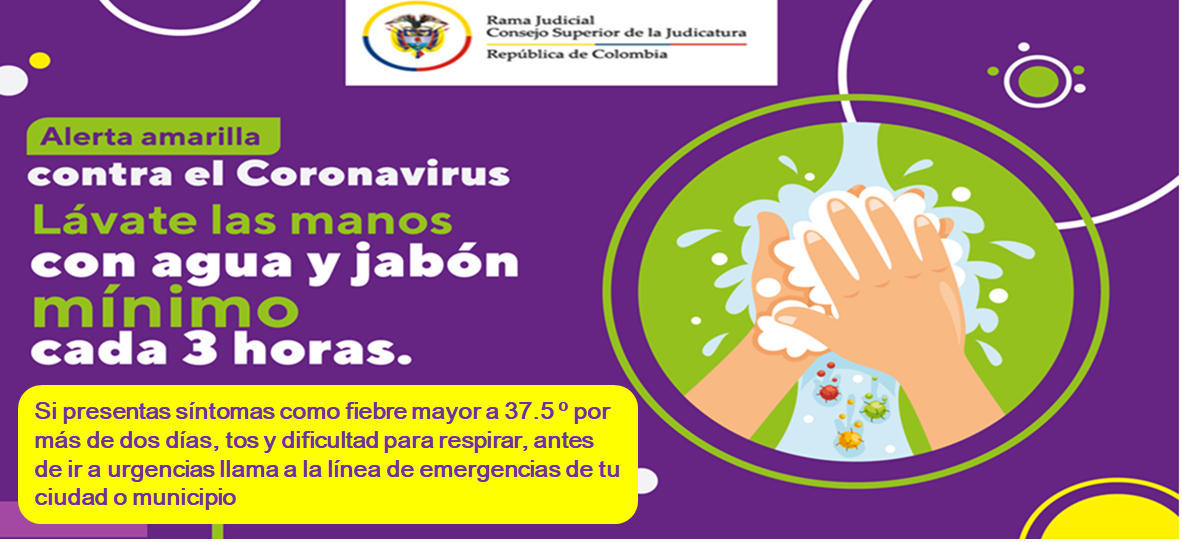 Rama Judicial
Consejo Superior de la Judicatura
República de Colombia
Alerta amarilla
contra el Coronavirus
Lávate las manos
con agua y jabón
mínimo
cada 3 horas.
Si presentas síntomas como fiebre mayor a 37.5 º por
más de dos días, tos y dificultad para respirar, antes
de ir a urgencias llama a la línea de emergencias de tu
ciudad o municipio